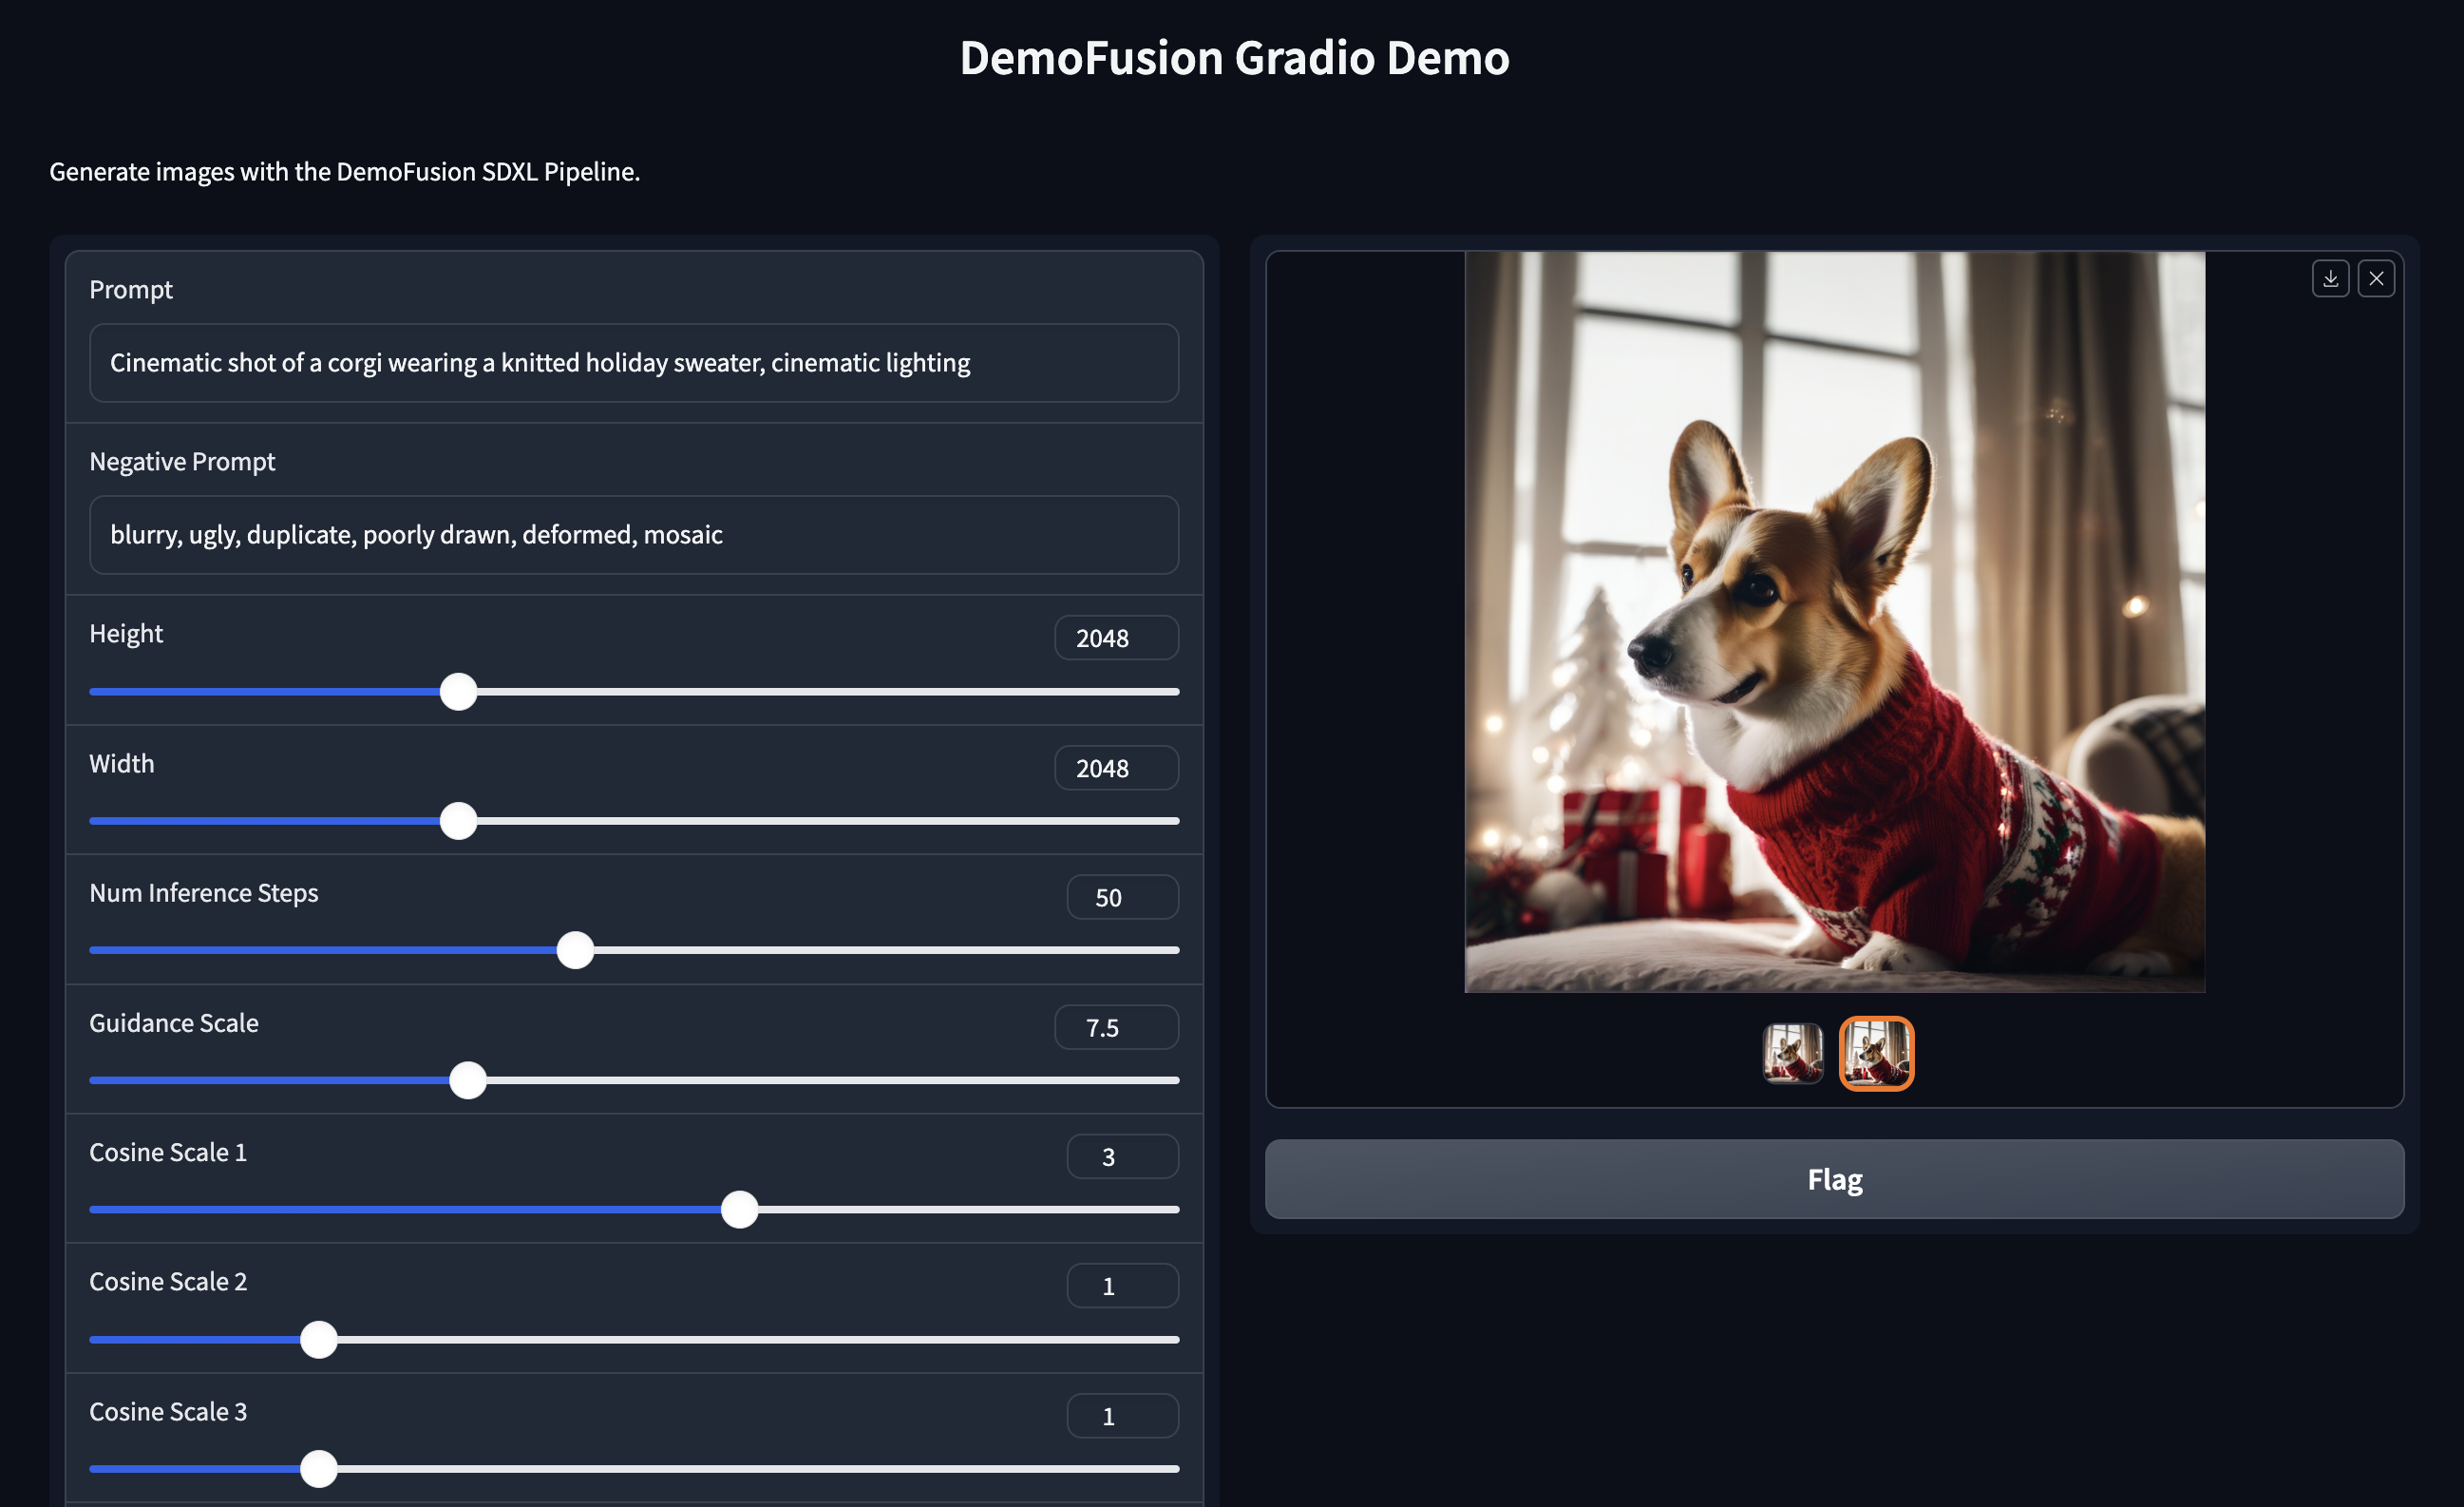 DemoFusion Gradio Demo
Generate images with the DemoFusion SDXL Pipeline.
Prompt
Cinematic shot of a corgi wearing a knitted holiday sweater, cinematic lighting
Negative Prompt
blurry, ugly, duplicate, poorly drawn, deformed, mosaic
Height
2048
Width
2048
Num Inference Steps
50
Guidance Scale
7.5
Cosine Scale 1
3
Cosine Scale 2
1
Cosine Scale 3
1
Flag